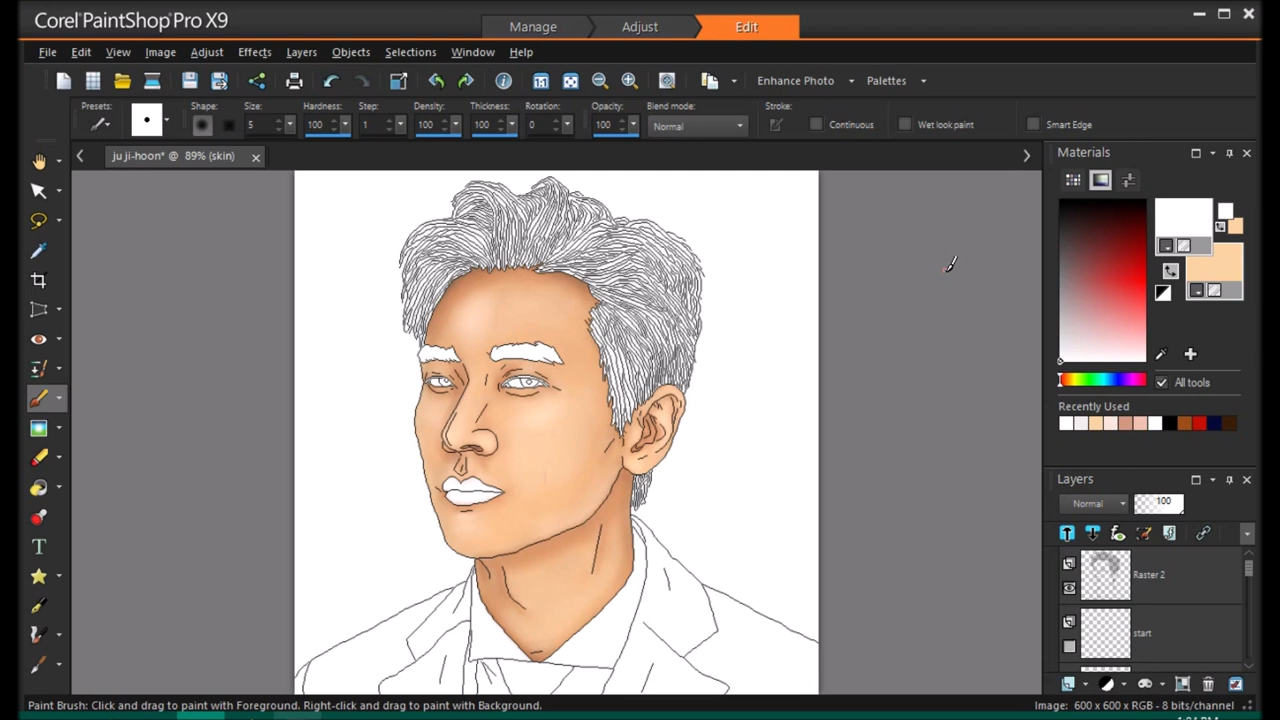 Corel PaintShop Pro X9
Manage Adjust Edit
File Edit View Image Adjust Effects Layers Objects Selections Window Help
Enhance Photo Palettes
Presets: Shape: Size: Hardness: Step: Density: Thickness: Rotation: Opacity: Blend mode: Stroke:
5 100 1 100 100 0 100 Normal Continuous Wet look paint Smart Edge
ju ji-hoon* @ 89% (skin)
Materials
All tools
Recently Used
Layers
Normal 100
Raster 2
start
Paint Brush: Click and drag to paint with Foreground. Right-click and drag to paint with Background.
Image: 600 x 600 x RGB - 8 bits/channel